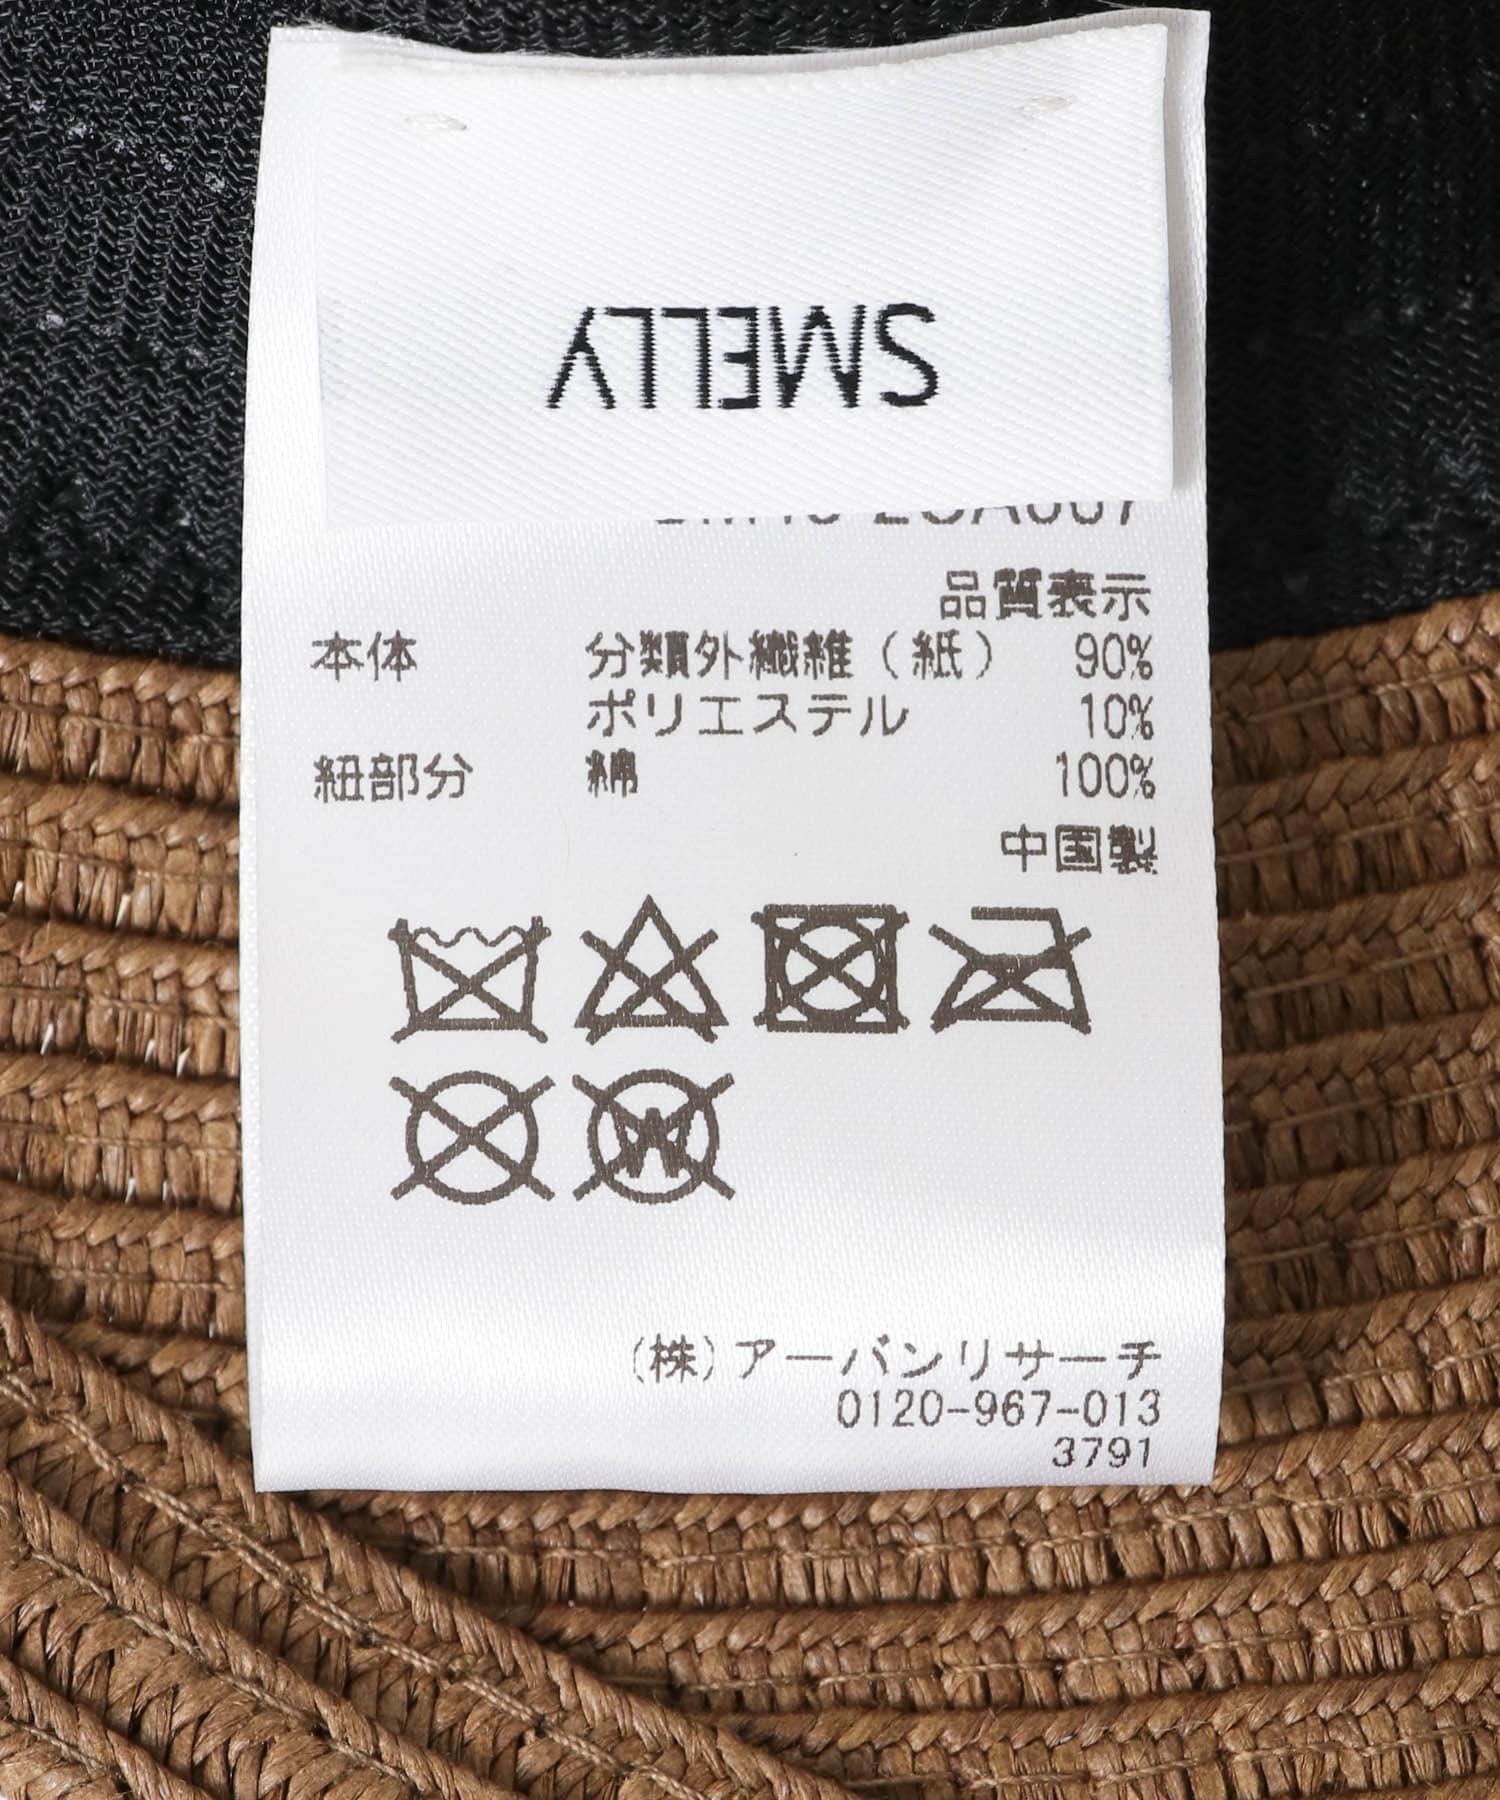 SMELLY
品質表示
本体 分類外繊維(紙) 90%
ポリエステル 10%
紐部分 綿 100%
中国製
W
(株)アーバンリサーチ
0120-967-013
3791